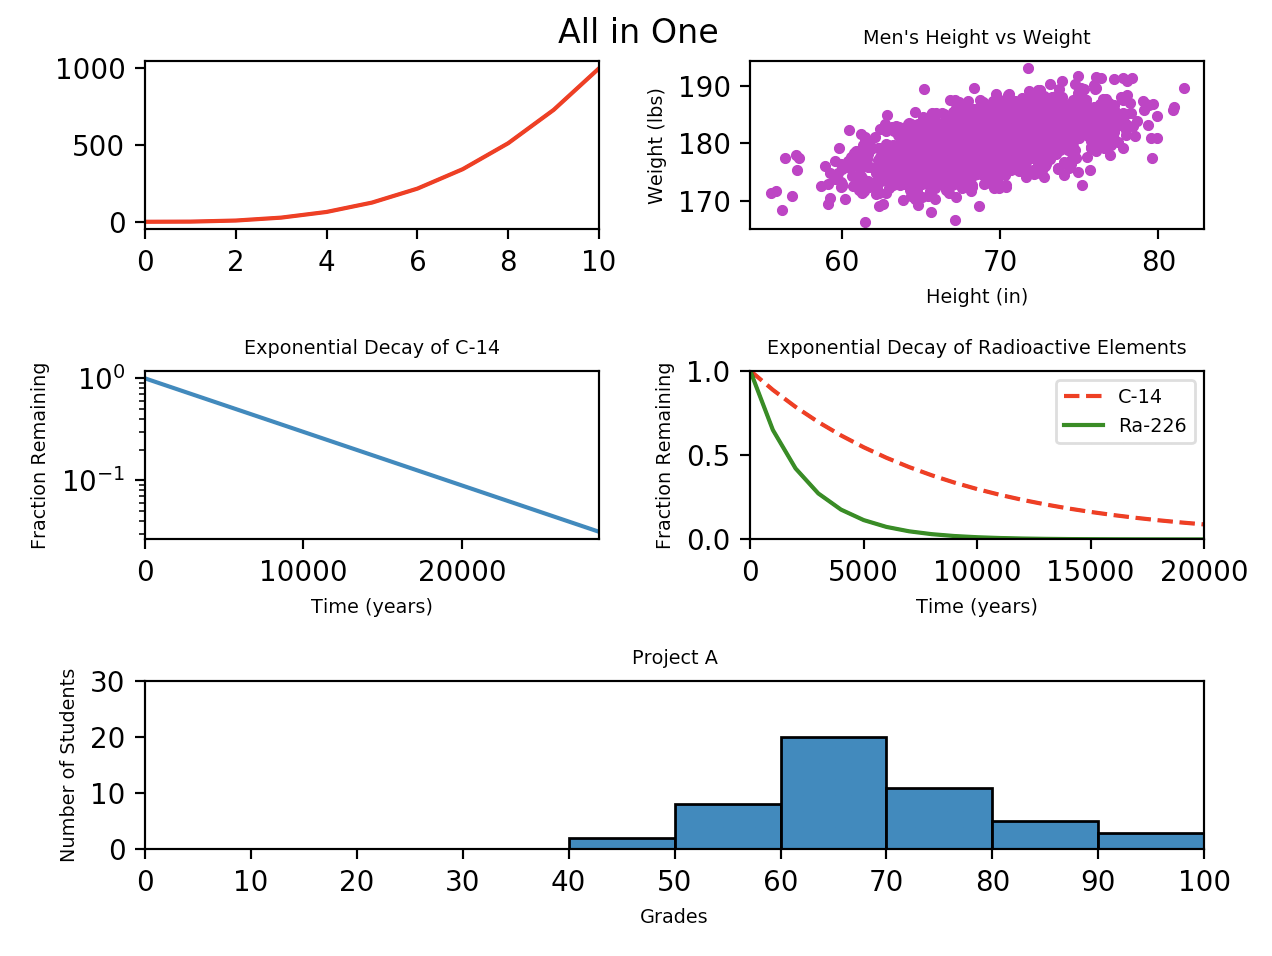 All in One
1000
500
0
0 2 4 6 8 10
Men's Height vs Weight
Weight (lbs)
190
180
170
60 70 80
Height (in)
Exponential Decay of C-14
Fraction Remaining
10⁰
10⁻¹
0 10000 20000
Time (years)
Exponential Decay of Radioactive Elements
Fraction Remaining
1.0
0.5
0.0
C-14
Ra-226
0 5000 10000 15000 20000
Time (years)
Project A
Number of Students
30
20
10
0
0 10 20 30 40 50 60 70 80 90 100
Grades